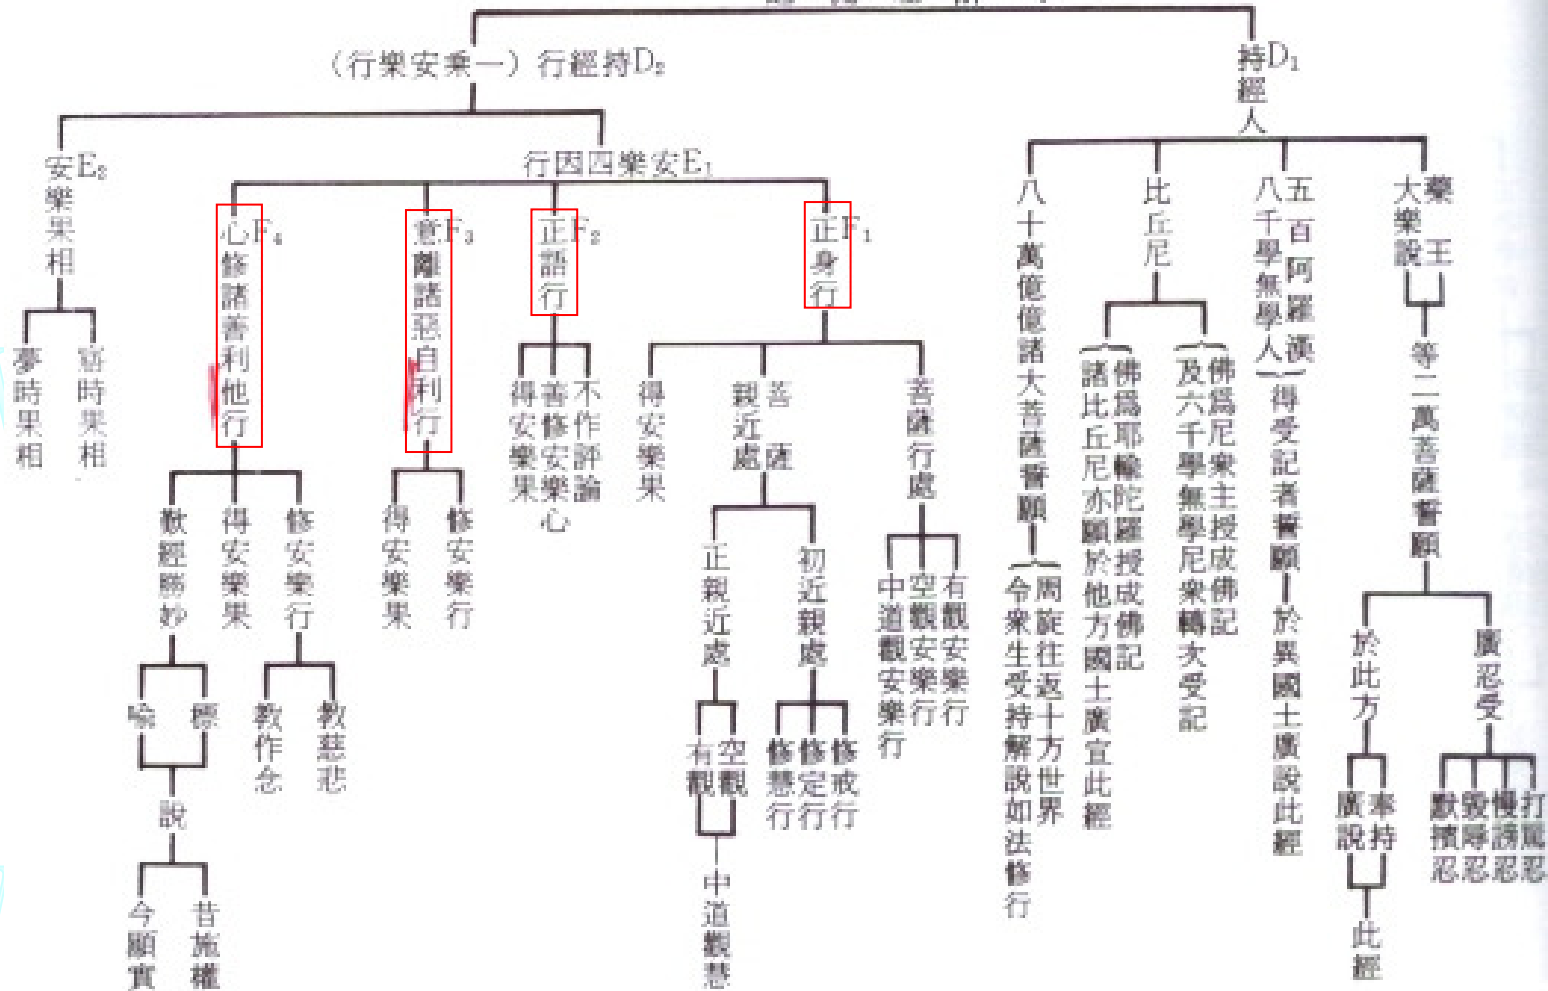 持經人D₁
藥王
大樂說
等二萬菩薩誓願
廣忍受
打罵忍
慢謗忍
毀辱忍
默擯忍
於此方
奉持
廣說
此經
五百阿羅漢
八千學無學人
得受記者誓願
於異國土廣說此經
比丘尼
佛爲尼衆主授成佛記
及六千學無學尼衆轉次受記
佛爲耶輸陀羅授成佛記
諸比丘尼亦願於他方國土廣宣此經
八十萬億億諸大菩薩誓願
周旋往返十方世界
令衆生受持解說如法修行
(行樂安乘一)行經持D₂
行因四樂安E₁
正身行F₁
菩薩行處
有觀安樂行
空觀安樂行
中道觀安樂行
菩薩
親近處
初近親處
修戒行
修定行
修慧行
正親近處
空觀
有觀
中道觀慧
得安樂果
正語行F₂
不作評論
善修安樂心
得安樂果
意離諸惡自利行F₃
修安樂行
得安樂果
心修諸善利他行F₄
修安樂行
教慈悲
教作念
得安樂果
歎經勝妙
標
喻
說
昔施權
今顯實
安樂果相E₂
寤時果相
夢時果相